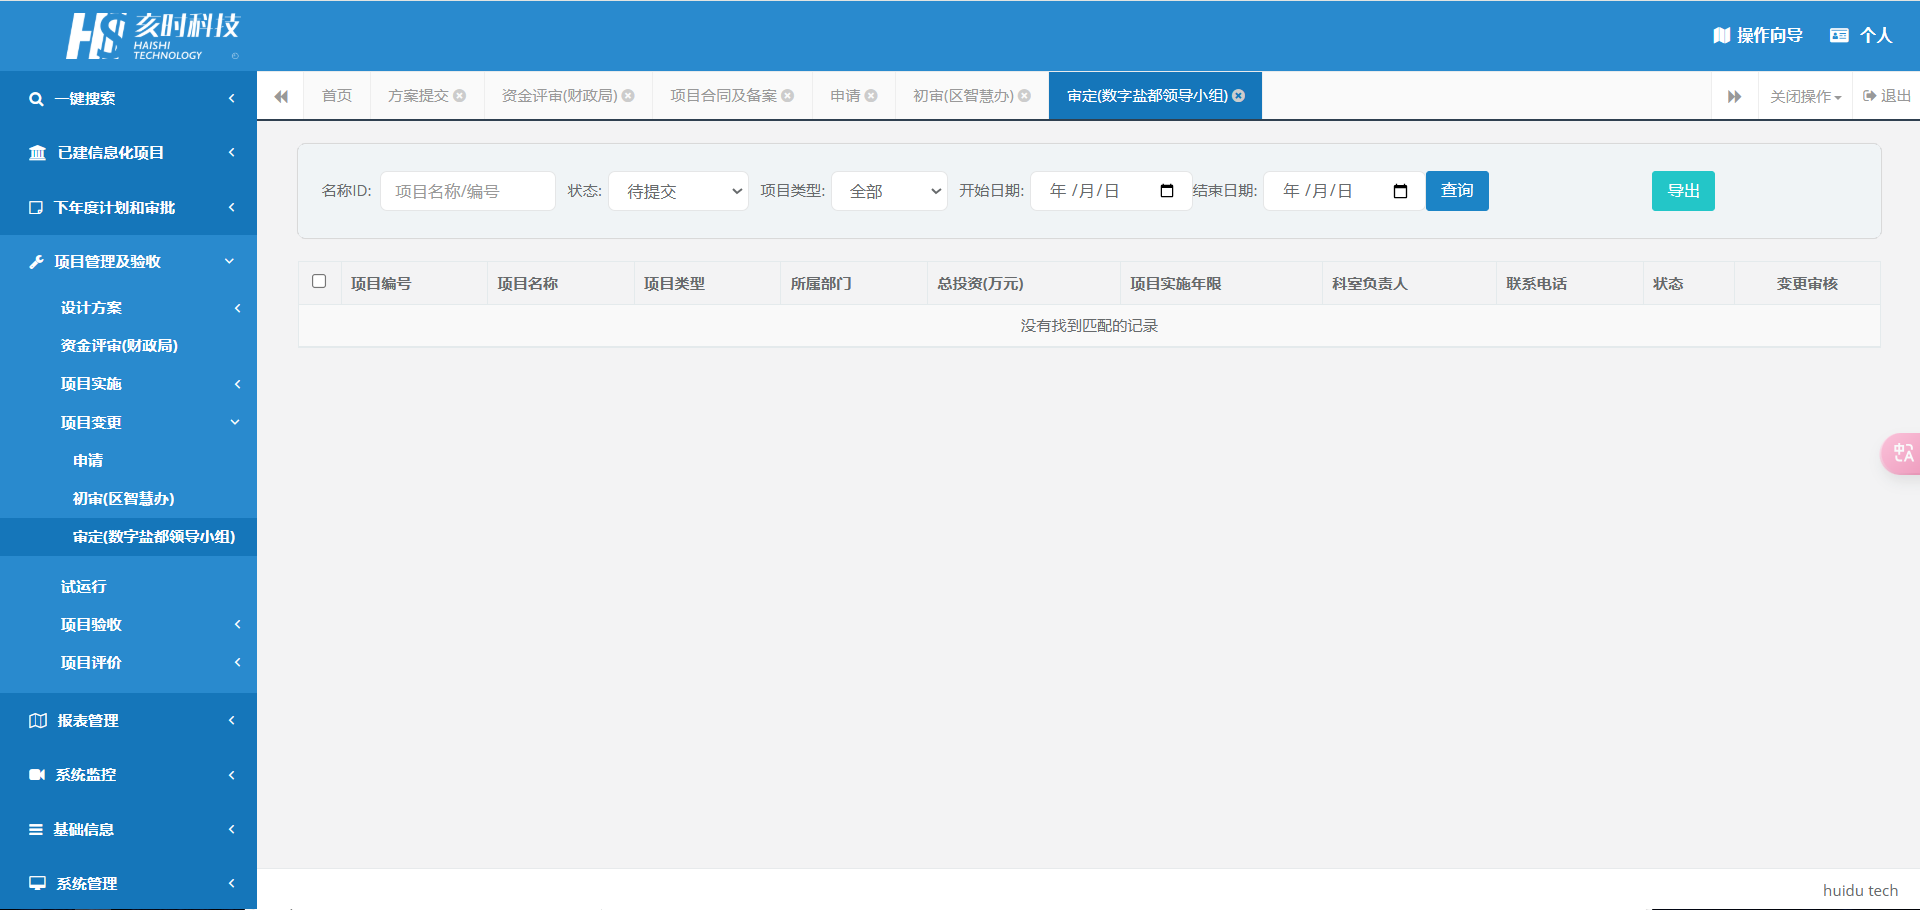 HS 亥时科技
HAISHI
TECHNOLOGY
操作向导 个人
一键搜索
已建信息化项目
下年度计划和审批
项目管理及验收
设计方案
资金评审(财政局)
项目实施
项目变更
申请
初审(区智慧办)
审定(数字盐都领导小组)
试运行
项目验收
项目评价
报表管理
系统监控
基础信息
系统管理
首页 方案提交 资金评审(财政局) 项目合同及备案 申请 初审(区智慧办) 审定(数字盐都领导小组) 关闭操作 退出
名称ID: 项目名称/编号 状态: 待提交 项目类型: 全部 开始日期: 年 /月/日 结束日期: 年 /月/日 查询 导出
项目编号 项目名称 项目类型 所属部门 总投资(万元) 项目实施年限 科室负责人 联系电话 状态 变更审核
没有找到匹配的记录
中 A
huidu tech